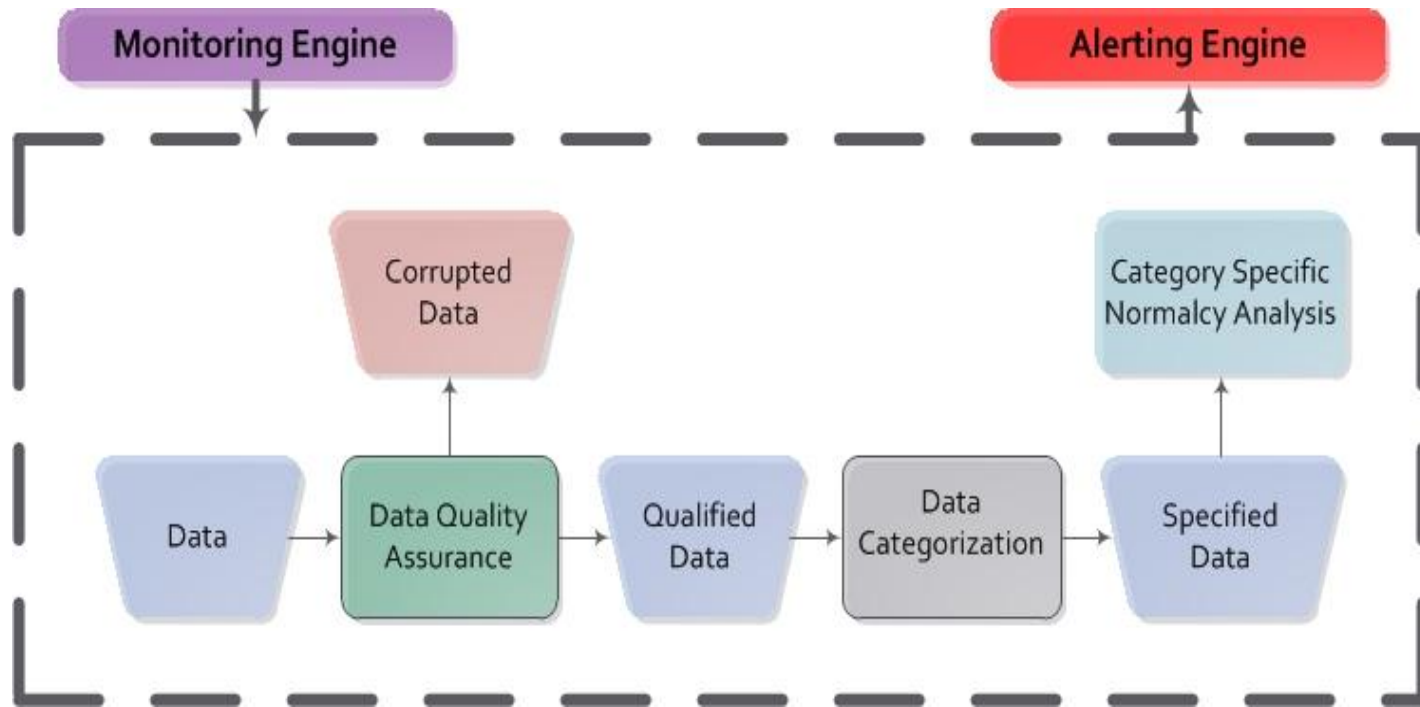 Monitoring Engine
Alerting Engine
Corrupted
Data
Category Specific
Normalcy Analysis
Data
Data Quality
Assurance
Qualified
Data
Data
Categorization
Specified
Data